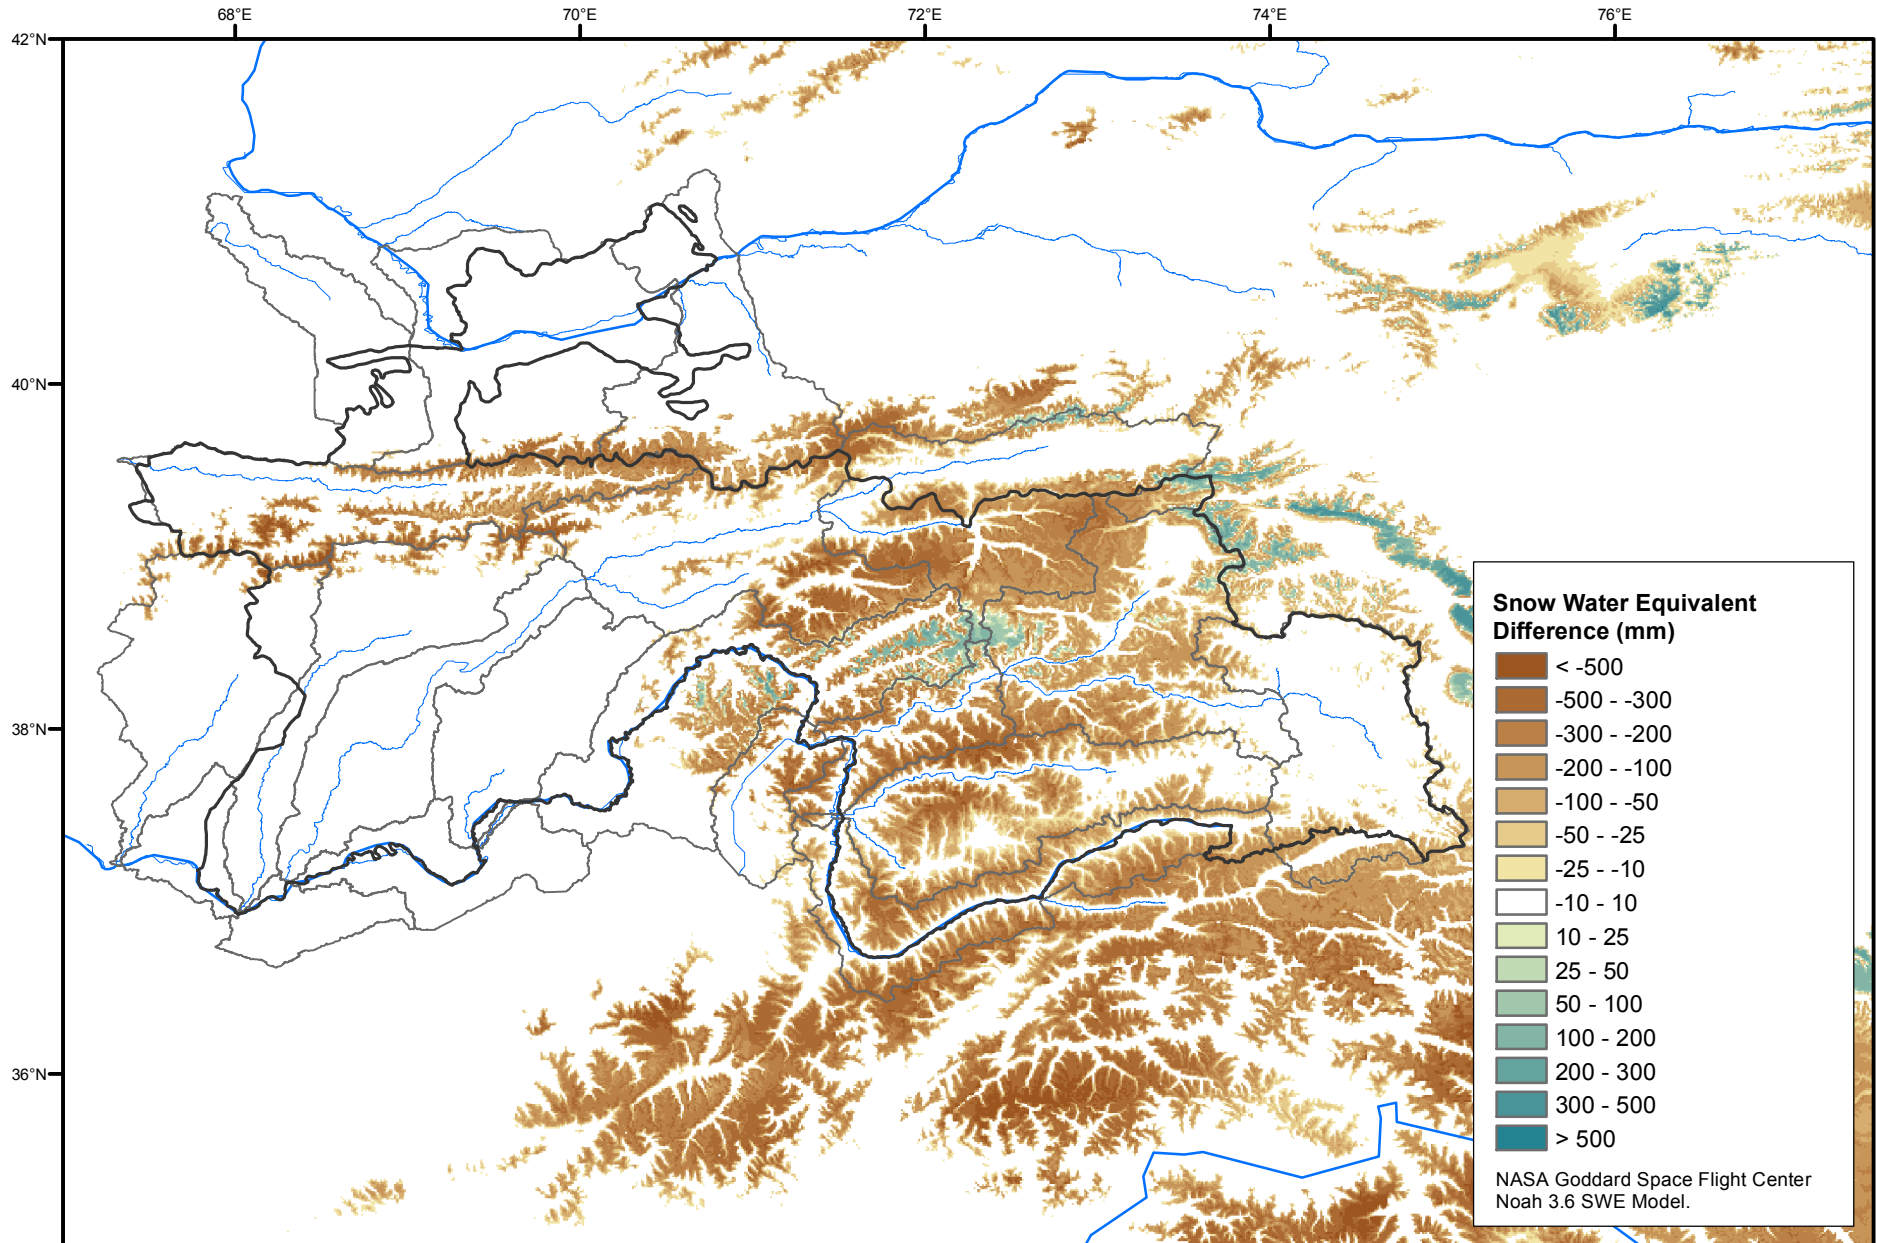 68°E 70°E 72°E 74°E 76°E
42°N
40°N
38°N
36°N
Snow Water Equivalent
Difference (mm)
< -500
-500 - -300
-300 - -200
-200 - -100
-100 - -50
-50 - -25
-25 - -10
-10 - 10
10 - 25
25 - 50
50 - 100
100 - 200
200 - 300
300 - 500
> 500
NASA Goddard Space Flight Center
Noah 3.6 SWE Model.